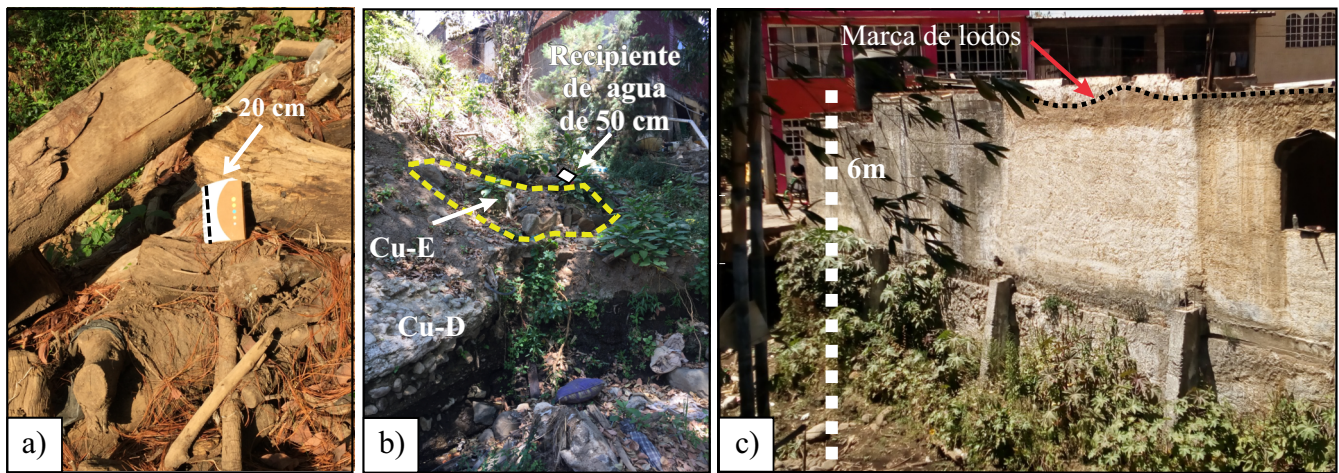 20 cm
a)
Recipiente
de agua
de 50 cm
Cu-E
Cu-D
b)
Marca de lodos
6m
c)